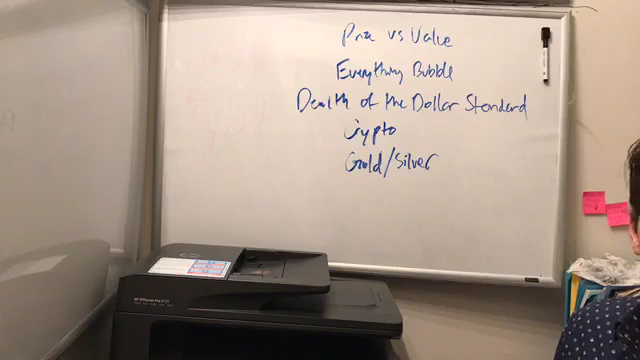 Price vs Value
Everything Bubble
Death of the Dollar Standard
Crypto
Gold/Silver